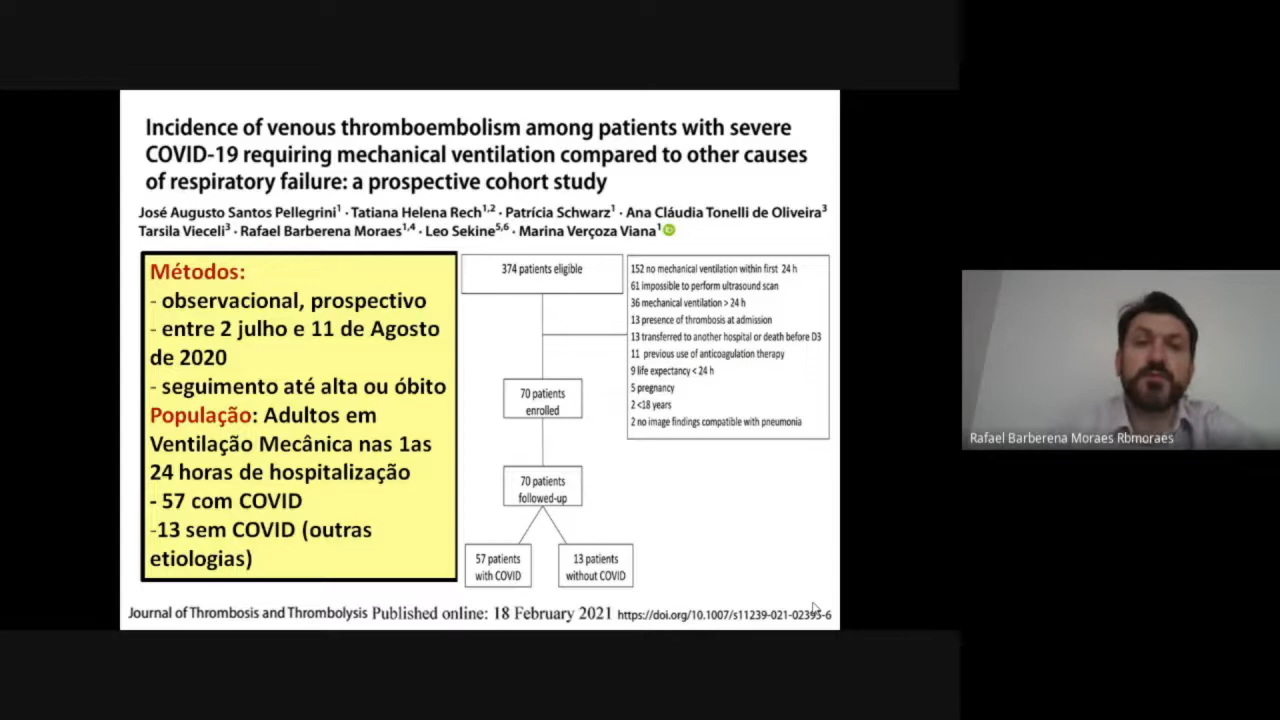 Incidence of venous thromboembolism among patients with severe
COVID-19 requiring mechanical ventilation compared to other causes
of respiratory failure: a prospective cohort study
José Augusto Santos Pellegrini1 · Tatiana Helena Rech1,2 · Patrícia Schwarz1 · Ana Cláudia Tonelli de Oliveira3
Tarsila Vieceli3 · Rafael Barberena Moraes1,4 · Leo Sekine5,6 · Marina Verçoza Viana1
Métodos:
- observacional, prospectivo
- entre 2 julho e 11 de Agosto
de 2020
- seguimento até alta ou óbito
População: Adultos em
Ventilação Mecânica nas 1as
24 horas de hospitalização
- 57 com COVID
-13 sem COVID (outras
etiologias)
374 patients eligible
152 no mechanical ventilation within first 24 h
61 impossible to perform ultrasound scan
36 mechanical ventilation > 24 h
13 presence of thrombosis at admission
13 transferred to another hospital or death before D3
11 previous use of anticoagulation therapy
9 life expectancy < 24 h
5 pregnancy
2 <18 years
2 no image findings compatible with pneumonia
70 patients
enrolled
70 patients
followed-up
57 patients
with COVID
13 patients
without COVID
Journal of Thrombosis and Thrombolysis Published online: 18 February 2021 https://doi.org/10.1007/s11239-021-02395-6
Rafael Barberena Moraes Rbmoraes